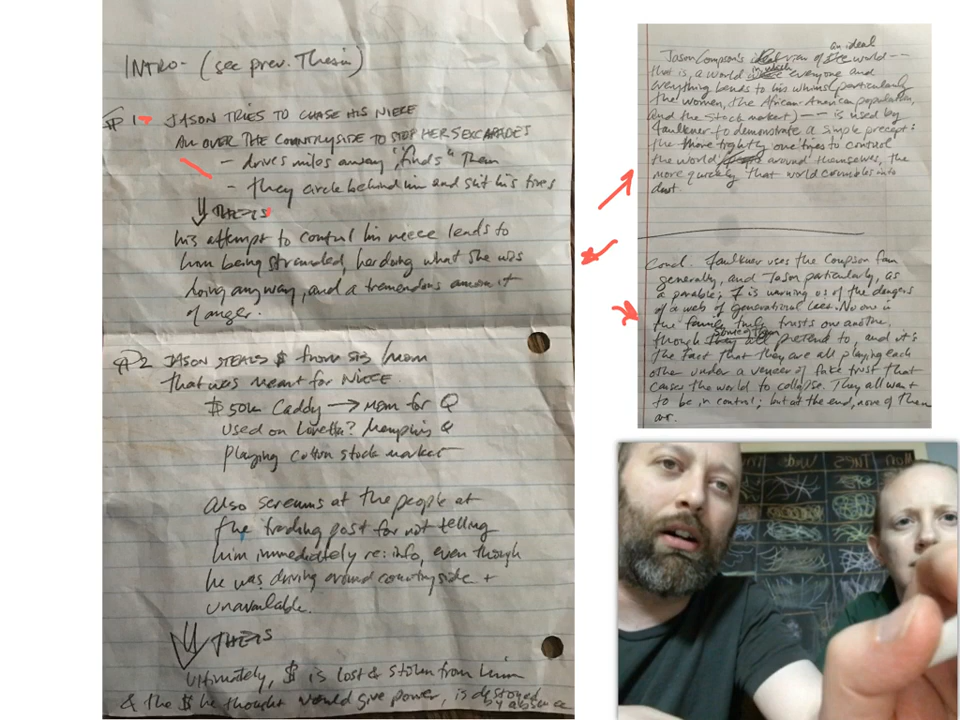 INTRO- (see prev. Thesis)
¶ 1- JASON TRIES TO CHASE HIS NIECE
ALL OVER THE COUNTRYSIDE TO STOP HER SEXCAPADES
- drives miles away "finds" them
- they circle behind him and slit his tires
THESIS
his attempt to control his niece leads to
him being stranded, her doing what she was
doing anyway, and a tremendous amount
of anger.
¶2 JASON STEALS $ from his mom
that was meant for NIECE
$50k Caddy → mom for Q
used on Loretta? Memphis &
playing cotton stock market
Also screams at the people at
the trading post for not telling
him immediately re: info, even though
he was driving around countryside +
unavailable.
THESIS
Ultimately, $ is lost & stolen from him
& the $ he thought would give power, is destroyed
by absence
Jason Compson's view of an ideal world --
that is, a world in which everyone and
everything bends to his whims (particularly
the women, the African-American population,
and the stock market) -- is used by
Faulkner to demonstrate a simple precept:
the more tightly one tries to control
the world around themselves, the
more quickly that world crumbles into
dust
Concl. Faulkner uses the Compson fam
generally, and Jason particularly, as
a parable; F is warning us of the dangers
of a web of generational lies. No one in
the family trusts one another,
though some of them pretend to, and it's
the fact that they are all playing each
other under a veneer of fake trust that
causes the world to collapse. They all want
to be in control; but at the end, none of them
are.
MON TUES WED